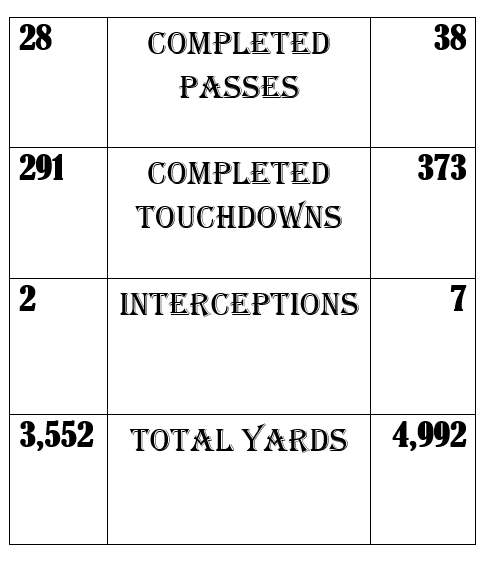 28 COMPLETED 38
PASSES
291 COMPLETED 373
TOUCHDOWNS
2 INTERCEPTIONS 7
3,552 TOTAL YARDS 4,992